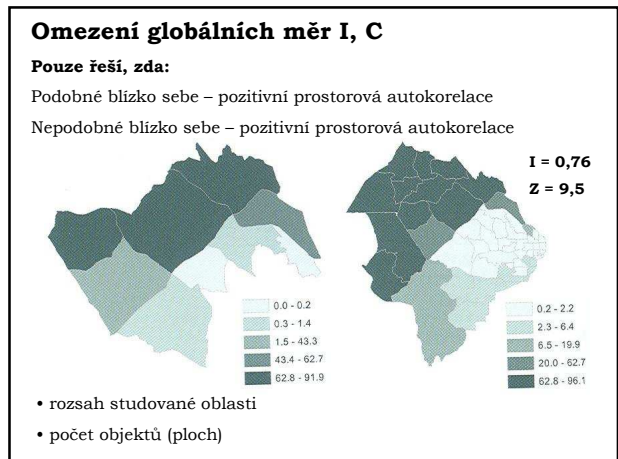 Omezení globálních měr I, C
Pouze řeší, zda:
Podobné blízko sebe – pozitivní prostorová autokorelace
Nepodobné blízko sebe – pozitivní prostorová autokorelace
I = 0,76
Z = 9,5
0.0 - 0.2
0.3 - 1.4
1.5 - 43.3
43.4 - 62.7
62.8 - 91.9
0.2 - 2.2
2.3 - 6.4
6.5 - 19.9
20.0 - 62.7
62.8 - 96.1
• rozsah studované oblasti
• počet objektů (ploch)